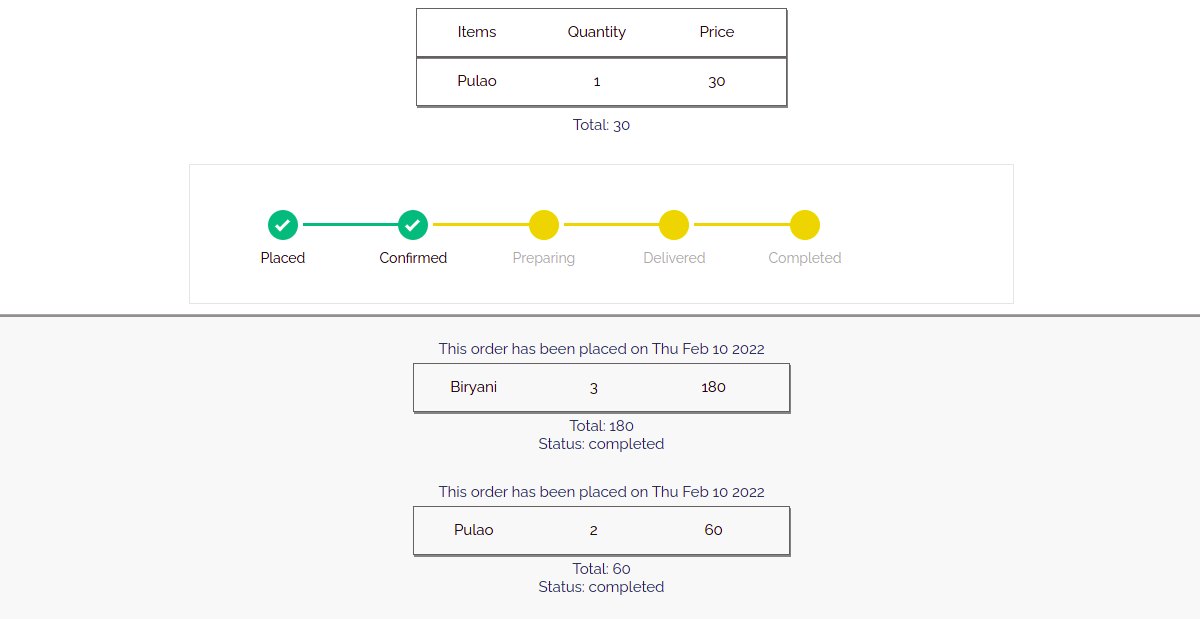 Items Quantity Price
Pulao 1 30
Total: 30
Placed Confirmed Preparing Delivered Completed
This order has been placed on Thu Feb 10 2022
Biryani 3 180
Total: 180
Status: completed
This order has been placed on Thu Feb 10 2022
Pulao 2 60
Total: 60
Status: completed